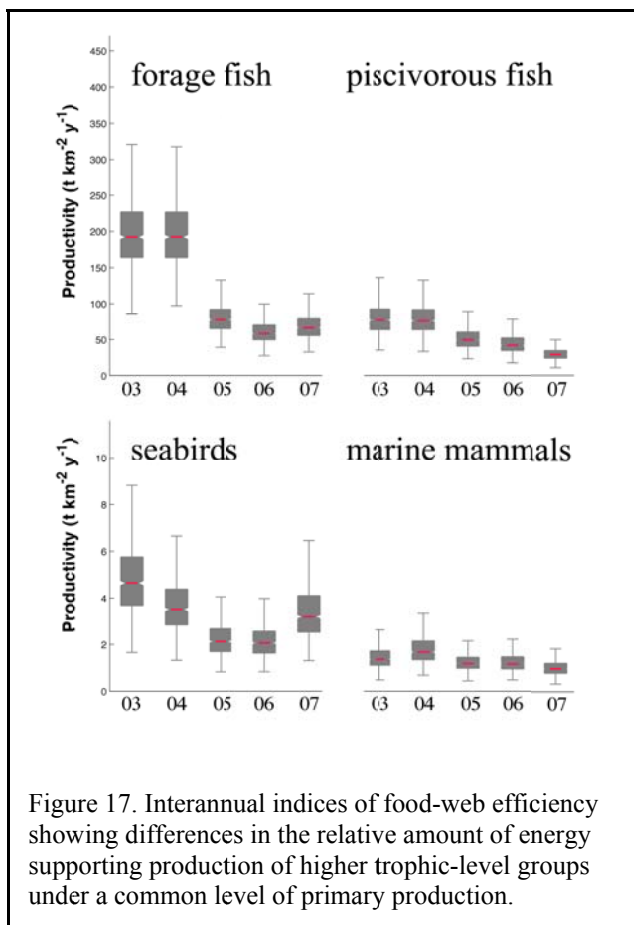 forage fish
piscivorous fish
Productivity (t km-2 y-1)
450
400
350
300
250
200
150
100
50
0
03 04 05 06 07
03 04 05 06 07
seabirds
marine mammals
Productivity (t km-2 y-1)
10
8
6
4
2
0
03 04 05 06 07
03 04 05 06 07
Figure 17. Interannual indices of food-web efficiency
showing differences in the relative amount of energy
supporting production of higher trophic-level groups
under a common level of primary production.